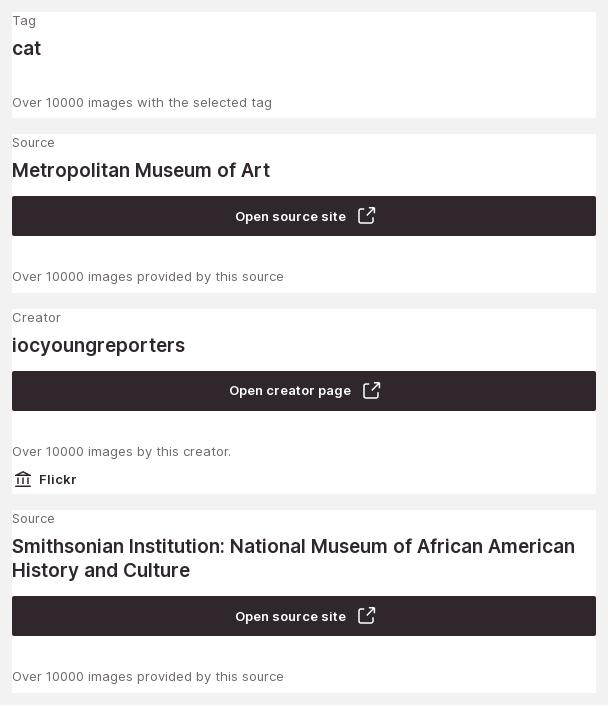 Tag
cat
Over 10000 images with the selected tag
Source
Metropolitan Museum of Art
Open source site
Over 10000 images provided by this source
Creator
iocyoungreporters
Open creator page
Over 10000 images by this creator.
Flickr
Source
Smithsonian Institution: National Museum of African American
History and Culture
Open source site
Over 10000 images provided by this source